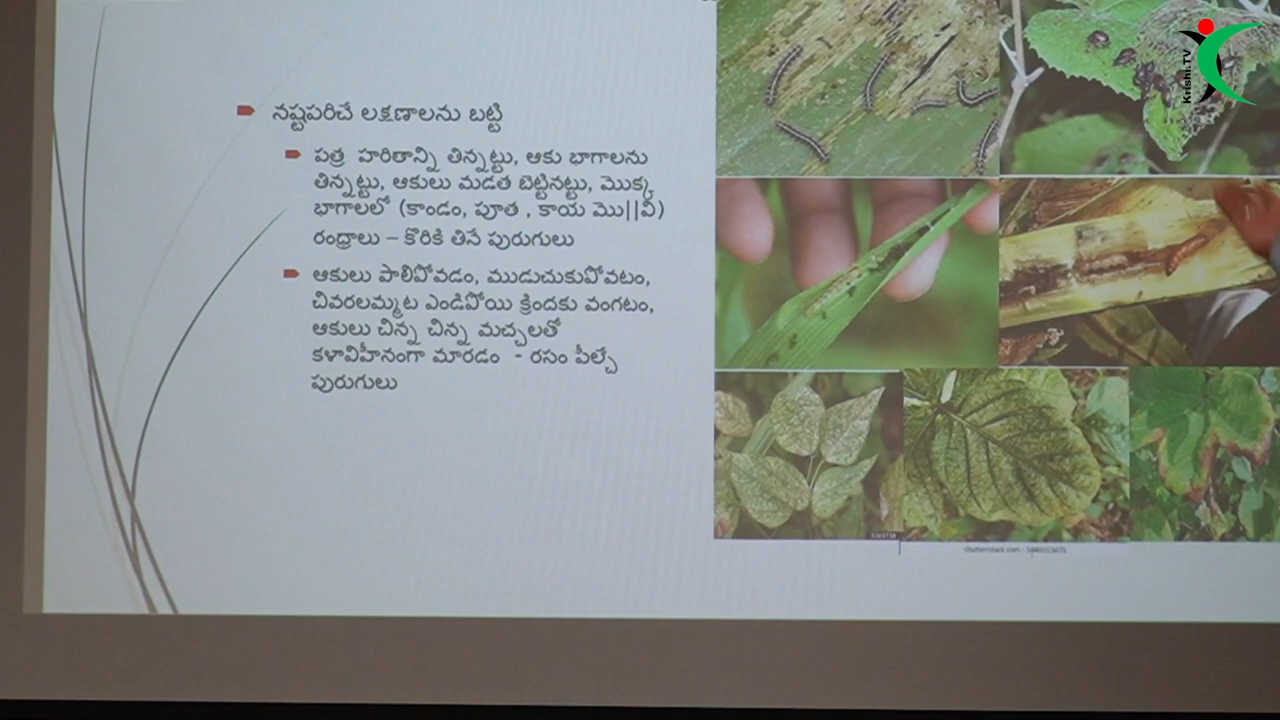 నష్టపరిచే లక్షణాలను బట్టి
పత్ర హరితాన్ని తిన్నట్టు, ఆకు భాగాలను
తిన్నట్టు, ఆకులు మడత బెట్టినట్టు, మొక్క
భాగాలలో (కాండం, పూత , కాయ మొ||వి)
రంధ్రాలు – కొరికి తినే పురుగులు
ఆకులు పాలిపోవడం, ముడుచుకుపోవటం,
చివరలమ్మట ఎండిపోయి క్రిందకు వంగటం,
ఆకులు చిన్న చిన్న మచ్చలతో
కళావిహీనంగా మారడం - రసం పీల్చే
పురుగులు
Krishi.TV